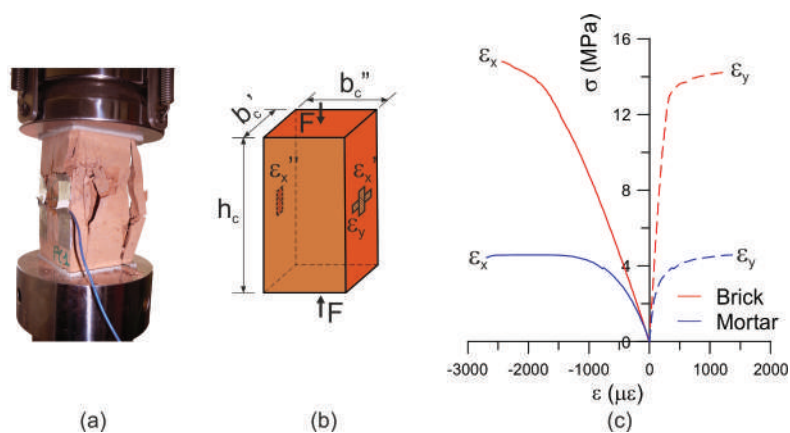 b_c'
b_c"
F
h_c
ε_x"
ε_x'
ε_y
F
σ (MPa)
16
12
8
4
0
ε_x
ε_y
ε_x
ε_y
Brick
Mortar
-3000 -2000 -1000 0 1000 2000
ε (με)
(a) (b) (c)